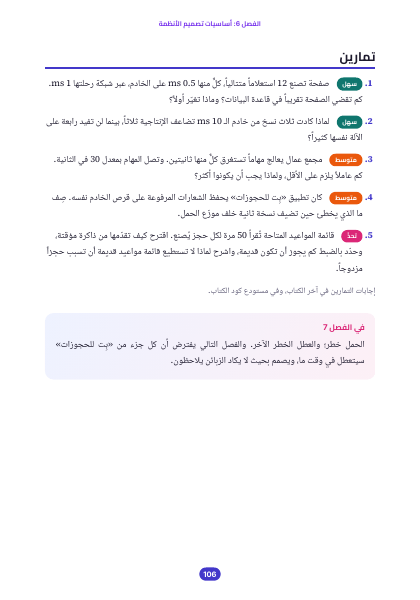 الفصل 6: أساسيات تصميم الأنظمة
تمارين
1. سهل صفحة تصنع 12 استعلاماً متتالياً، كلٌّ منها 0.5 ms على الخادم، عبر شبكة رحلتها 1 ms.
كم تقضي الصفحة تقريباً في قاعدة البيانات؟ وماذا تغيّر أولاً؟
2. سهل لماذا كادت ثلاث نسخ من خادم الـ 10 ms تضاعف الإنتاجية ثلاثاً، بينما لن تفيد رابعة على
الآلة نفسها كثيراً؟
3. متوسط مجمع عمال يعالج مهاماً تستغرق كلٌّ منها ثانيتين. وتصل المهام بمعدل 30 في الثانية.
كم عاملاً يلزم على الأقل، ولماذا يجب أن يكونوا أكثر؟
4. متوسط كان تطبيق «بِت للحجوزات» يحفظ الشعارات المرفوعة على قرص الخادم نفسه. صِف
ما الذي يخطئ حين تضيف نسخة ثانية خلف موزّع الحمل.
5. تحدٍّ قائمة المواعيد المتاحة تُقرأ 50 مرة لكل حجز يُصنع. اقترح كيف تقدّمها من ذاكرة مؤقتة،
وحدّد بالضبط كم يجوز أن تكون قديمة، واشرح لماذا لا تستطيع قائمة مواعيد قديمة أن تسبب حجزاً
مزدوجاً.
إجابات التمارين في آخر الكتاب، وفي مستودع كود الكتاب.
في الفصل 7
الحمل خطر؛ والعطل الخطر الآخر. والفصل التالي يفترض أن كل جزء من «بِت للحجوزات»
سيتعطل في وقت ما، ويصمم بحيث لا يكاد الزبائن يلاحظون.
106